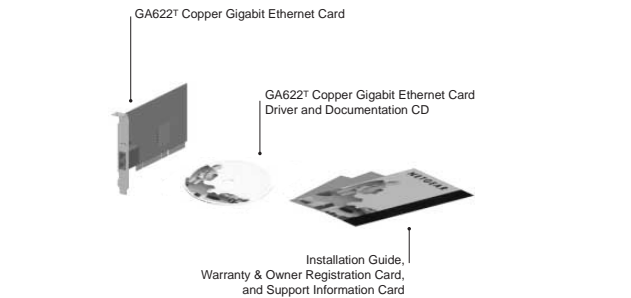 GA622T Copper Gigabit Ethernet Card
GA622T Copper Gigabit Ethernet Card
Driver and Documentation CD
NETGEAR
Installation Guide,
Warranty & Owner Registration Card,
and Support Information Card